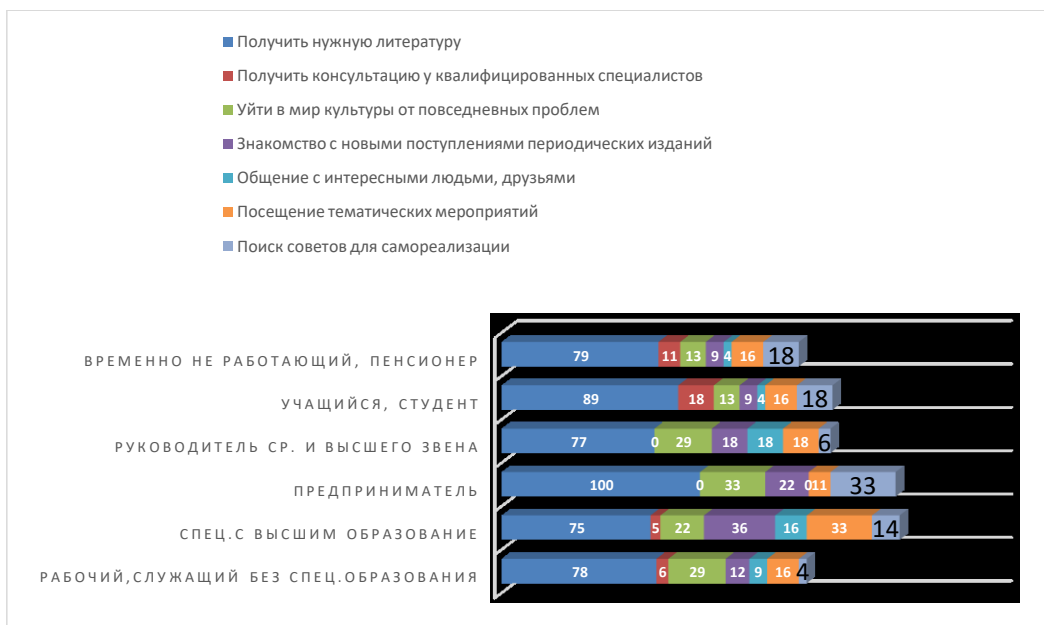 Получить нужную литературу
Получить консультацию у квалифицированных специалистов
Уйти в мир культуры от повседневных проблем
Знакомство с новыми поступлениями периодических изданий
Общение с интересными людьми, друзьями
Посещение тематических мероприятий
Поиск советов для самореализации
ВРЕМЕННО НЕ РАБОТАЮЩИЙ, ПЕНСИОНЕР 79 11 13 9 4 16 18
УЧАЩИЙСЯ, СТУДЕНТ 89 18 13 9 4 16 18
РУКОВОДИТЕЛЬ СР. И ВЫСШЕГО ЗВЕНА 77 0 29 18 18 18 6
ПРЕДПРИНИМАТЕЛЬ 100 0 33 22 0 11 33
СПЕЦ.С ВЫСШИМ ОБРАЗОВАНИЕ 75 5 22 36 16 33 14
РАБОЧИЙ,СЛУЖАЩИЙ БЕЗ СПЕЦ.ОБРАЗОВАНИЯ 78 6 29 12 9 16 4